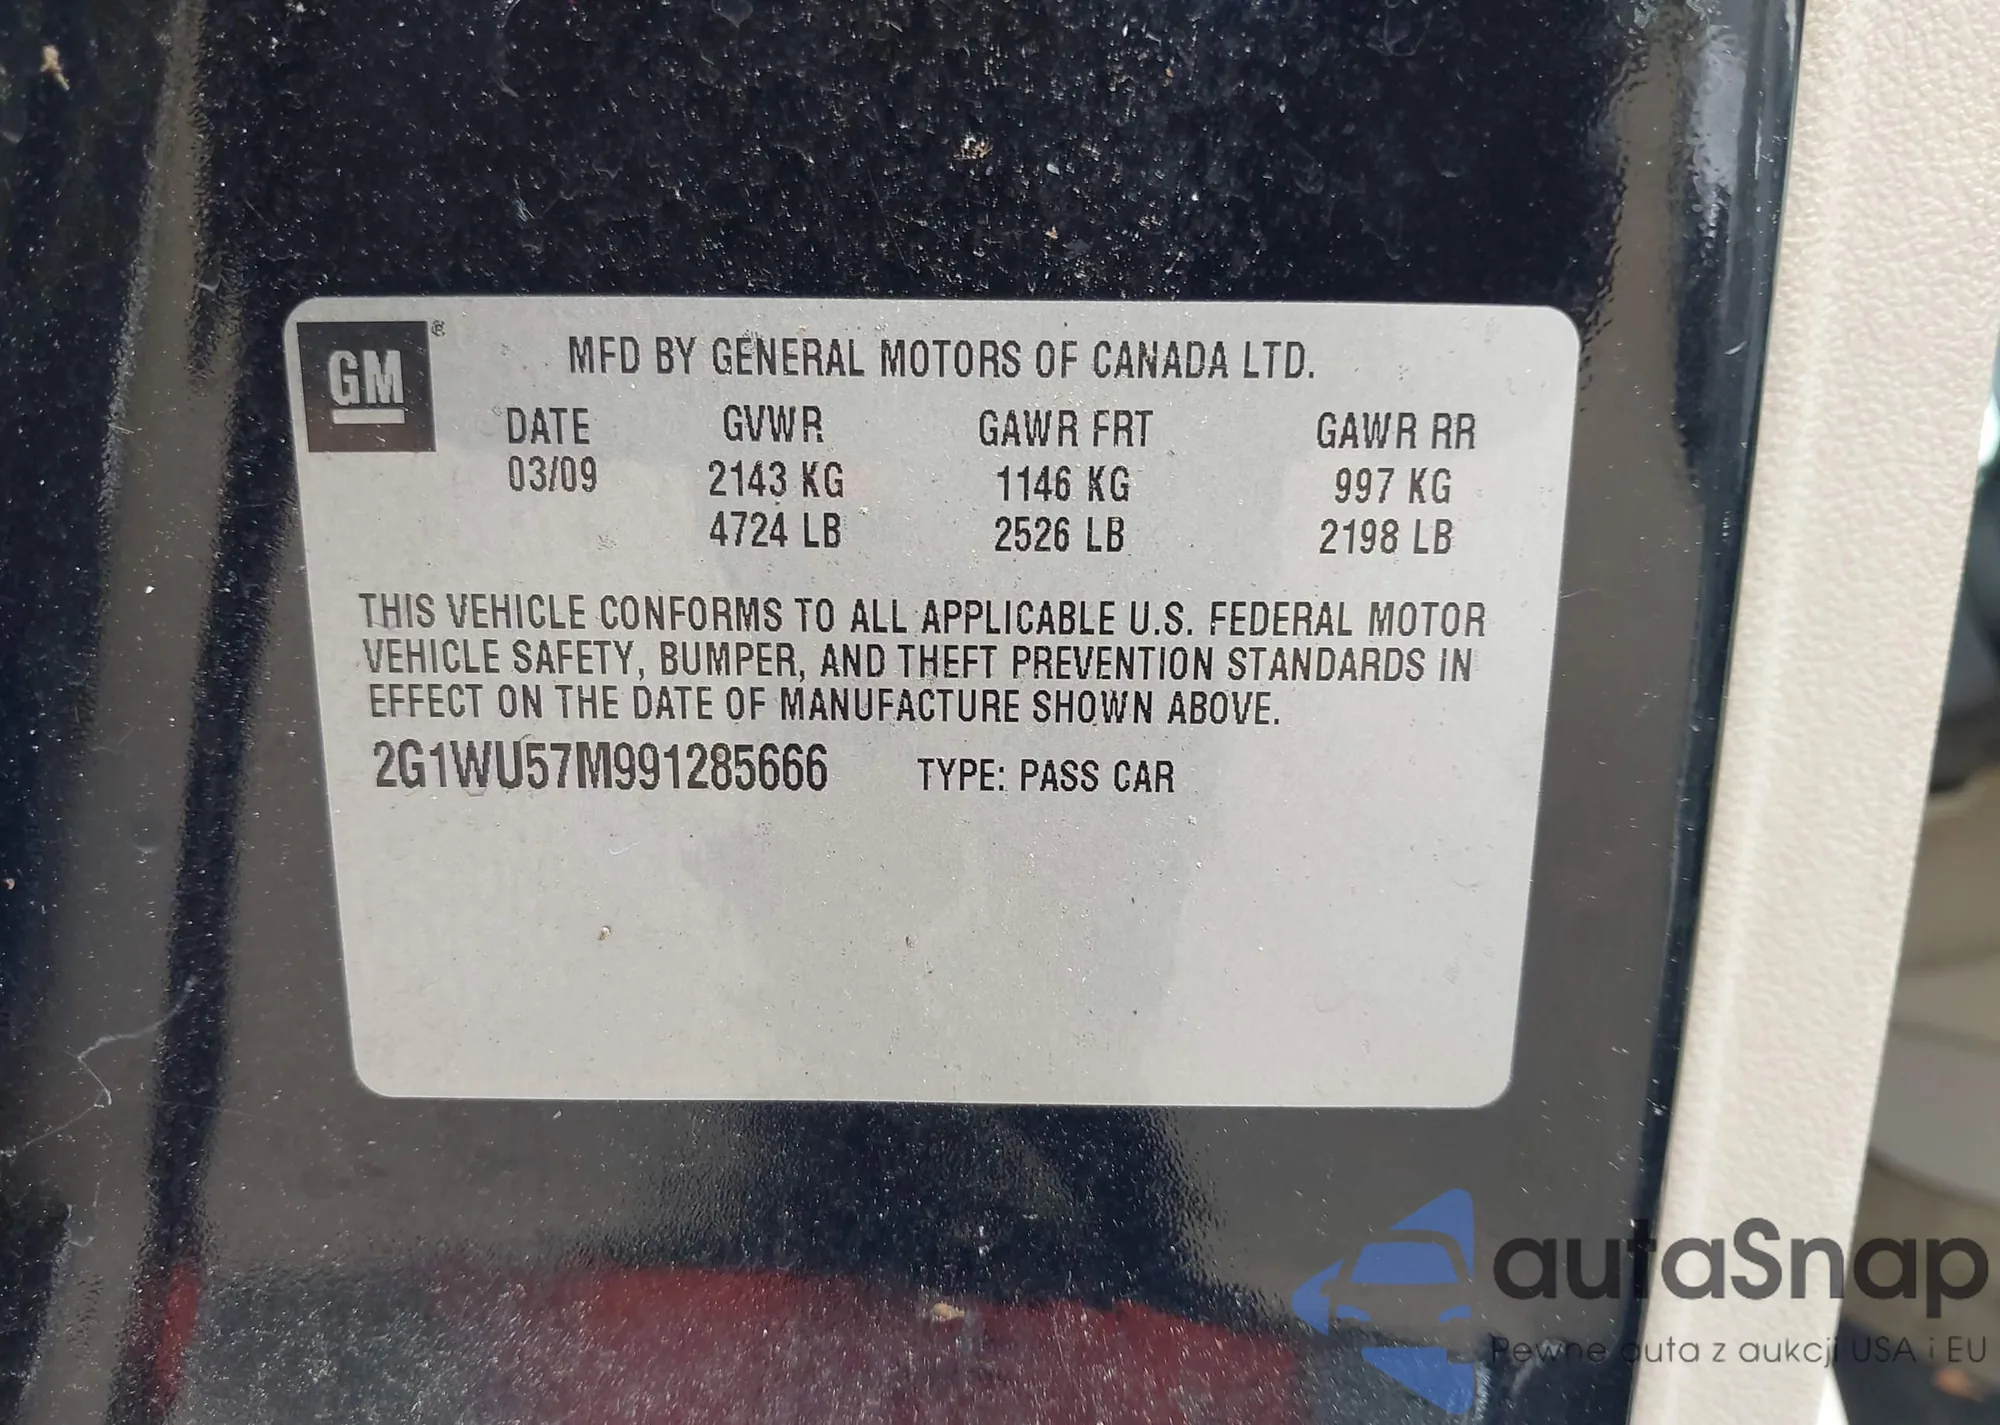 GM ®
MFD BY GENERAL MOTORS OF CANADA LTD.
DATE GVWR GAWR FRT GAWR RR
03/09 2143 KG 1146 KG 997 KG
4724 LB 2526 LB 2198 LB
THIS VEHICLE CONFORMS TO ALL APPLICABLE U.S. FEDERAL MOTOR
VEHICLE SAFETY, BUMPER, AND THEFT PREVENTION STANDARDS IN
EFFECT ON THE DATE OF MANUFACTURE SHOWN ABOVE.
2G1WU57M991285666 TYPE: PASS CAR
autaSnap
Pewne auta z aukcji USA i EU